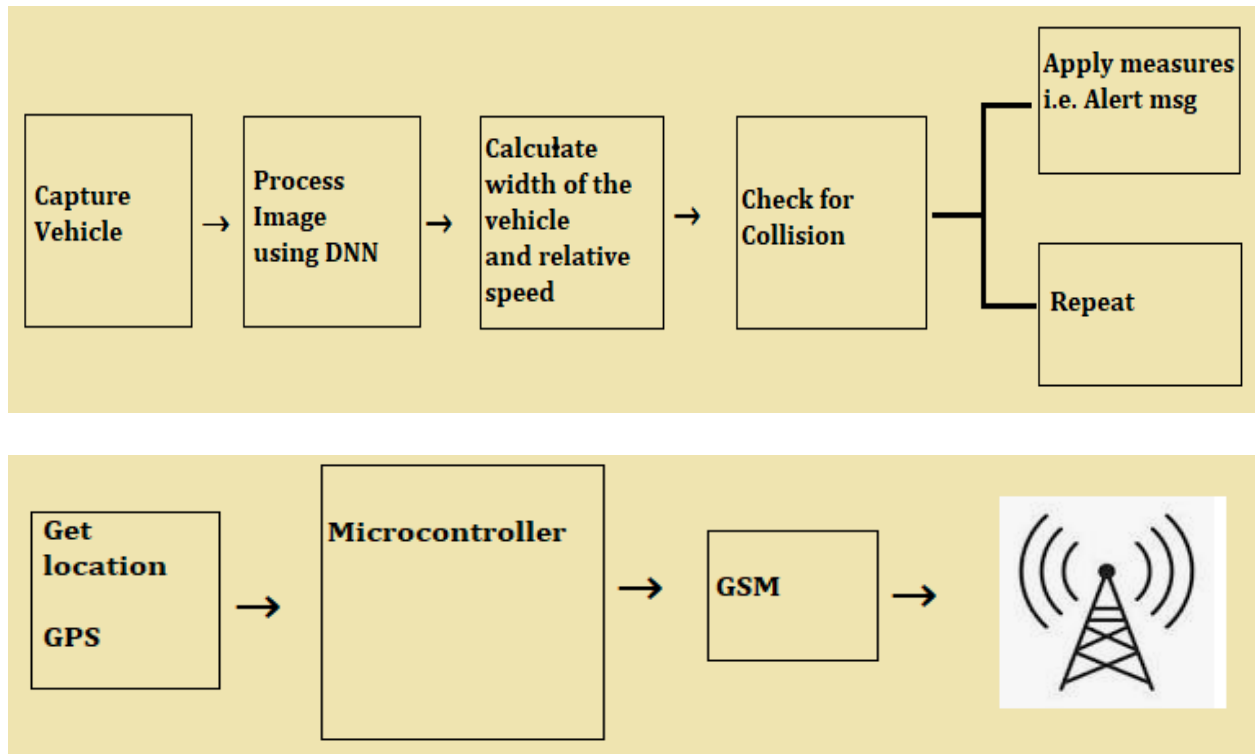 Capture
Vehicle
→
Process
Image
using DNN
→
Calculate
width of the
vehicle
and relative
speed
→
Check for
Collision
Apply measures
i.e. Alert msg
Repeat
Get
location
GPS
→
Microcontroller
→
GSM
→